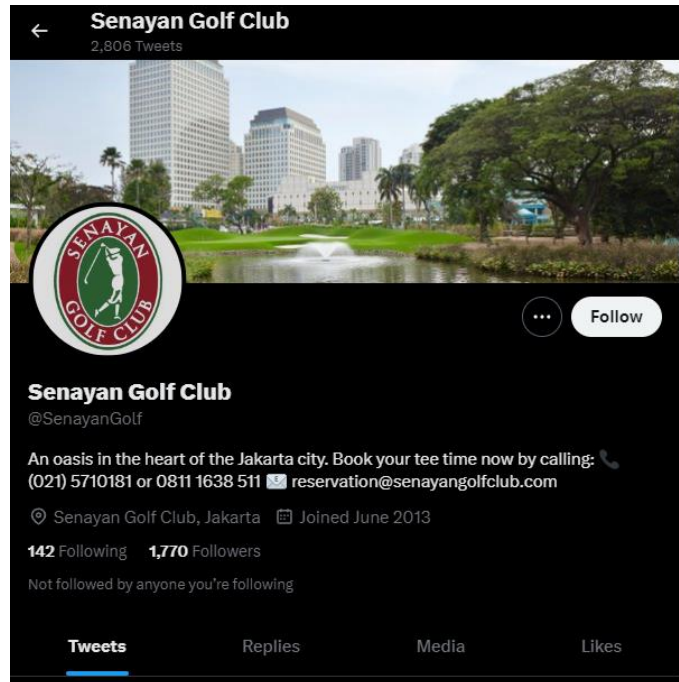 Senayan Golf Club
2,806 Tweets
SENAYAN
GOLF CLUB
Follow
Senayan Golf Club
@SenayanGolf
An oasis in the heart of the Jakarta city. Book your tee time now by calling: 📞
(021) 5710181 or 0811 1638 511 📧 reservation@senayangolfclub.com
Senayan Golf Club, Jakarta Joined June 2013
142 Following 1,770 Followers
Not followed by anyone you’re following
Tweets Replies Media Likes